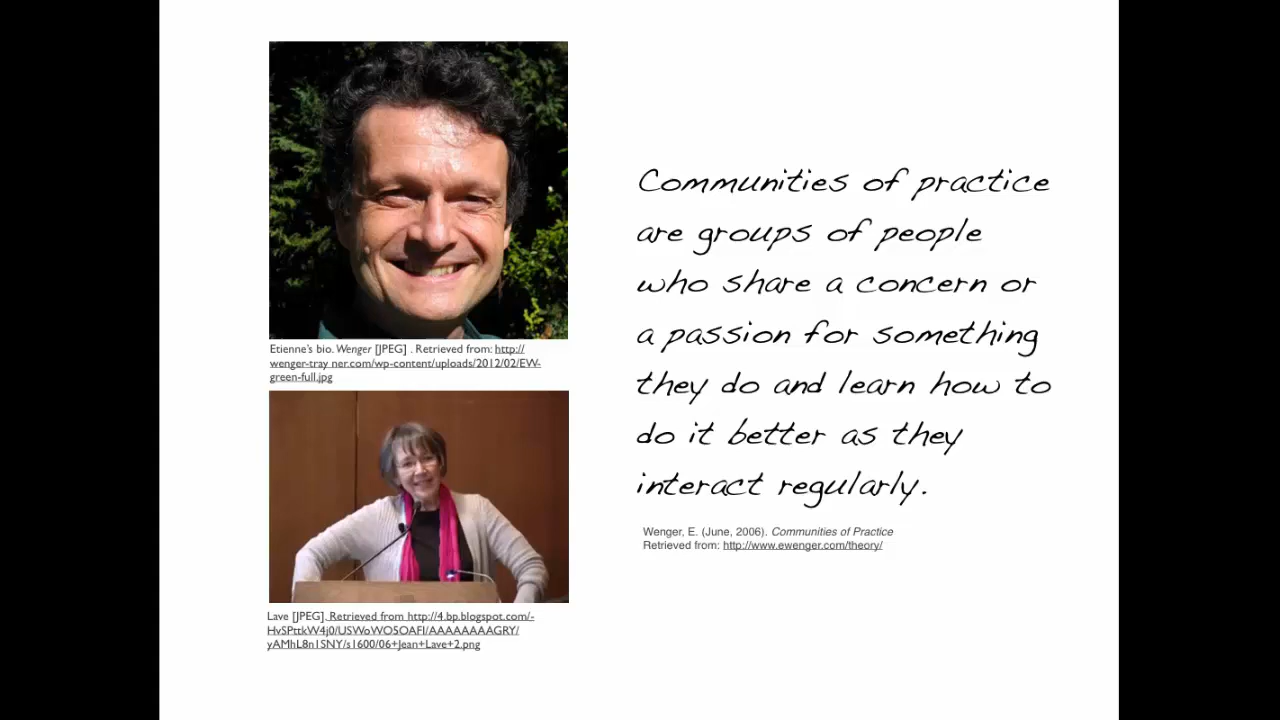 Etienne's bio. Wenger [JPEG] . Retrieved from: http://
wenger-tray ner.com/wp-content/uploads/2012/02/EW-
green-full.jpg
Lave [JPEG]. Retrieved from http://4.bp.blogspot.com/-
HvSPttkW4j0/USWoWO5OAFI/AAAAAAAAGRY/
yAMhL8n1SNY/s1600/06+Jean+Lave+2.png
Communities of practice
are groups of people
who share a concern or
a passion for something
they do and learn how to
do it better as they
interact regularly.
Wenger, E. (June, 2006). Communities of Practice
Retrieved from: http://www.ewenger.com/theory/